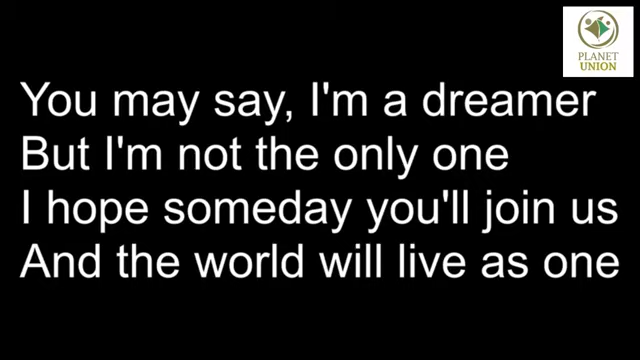 PLANET
UNION
You may say, I'm a dreamer
But I'm not the only one
I hope someday you'll join us
And the world will live as one